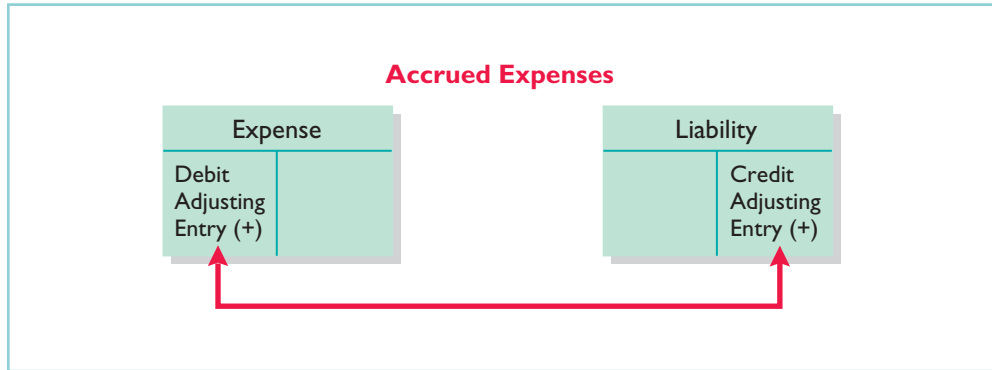 Accrued Expenses
Expense
Debit
Adjusting
Entry (+)
Liability
Credit
Adjusting
Entry (+)